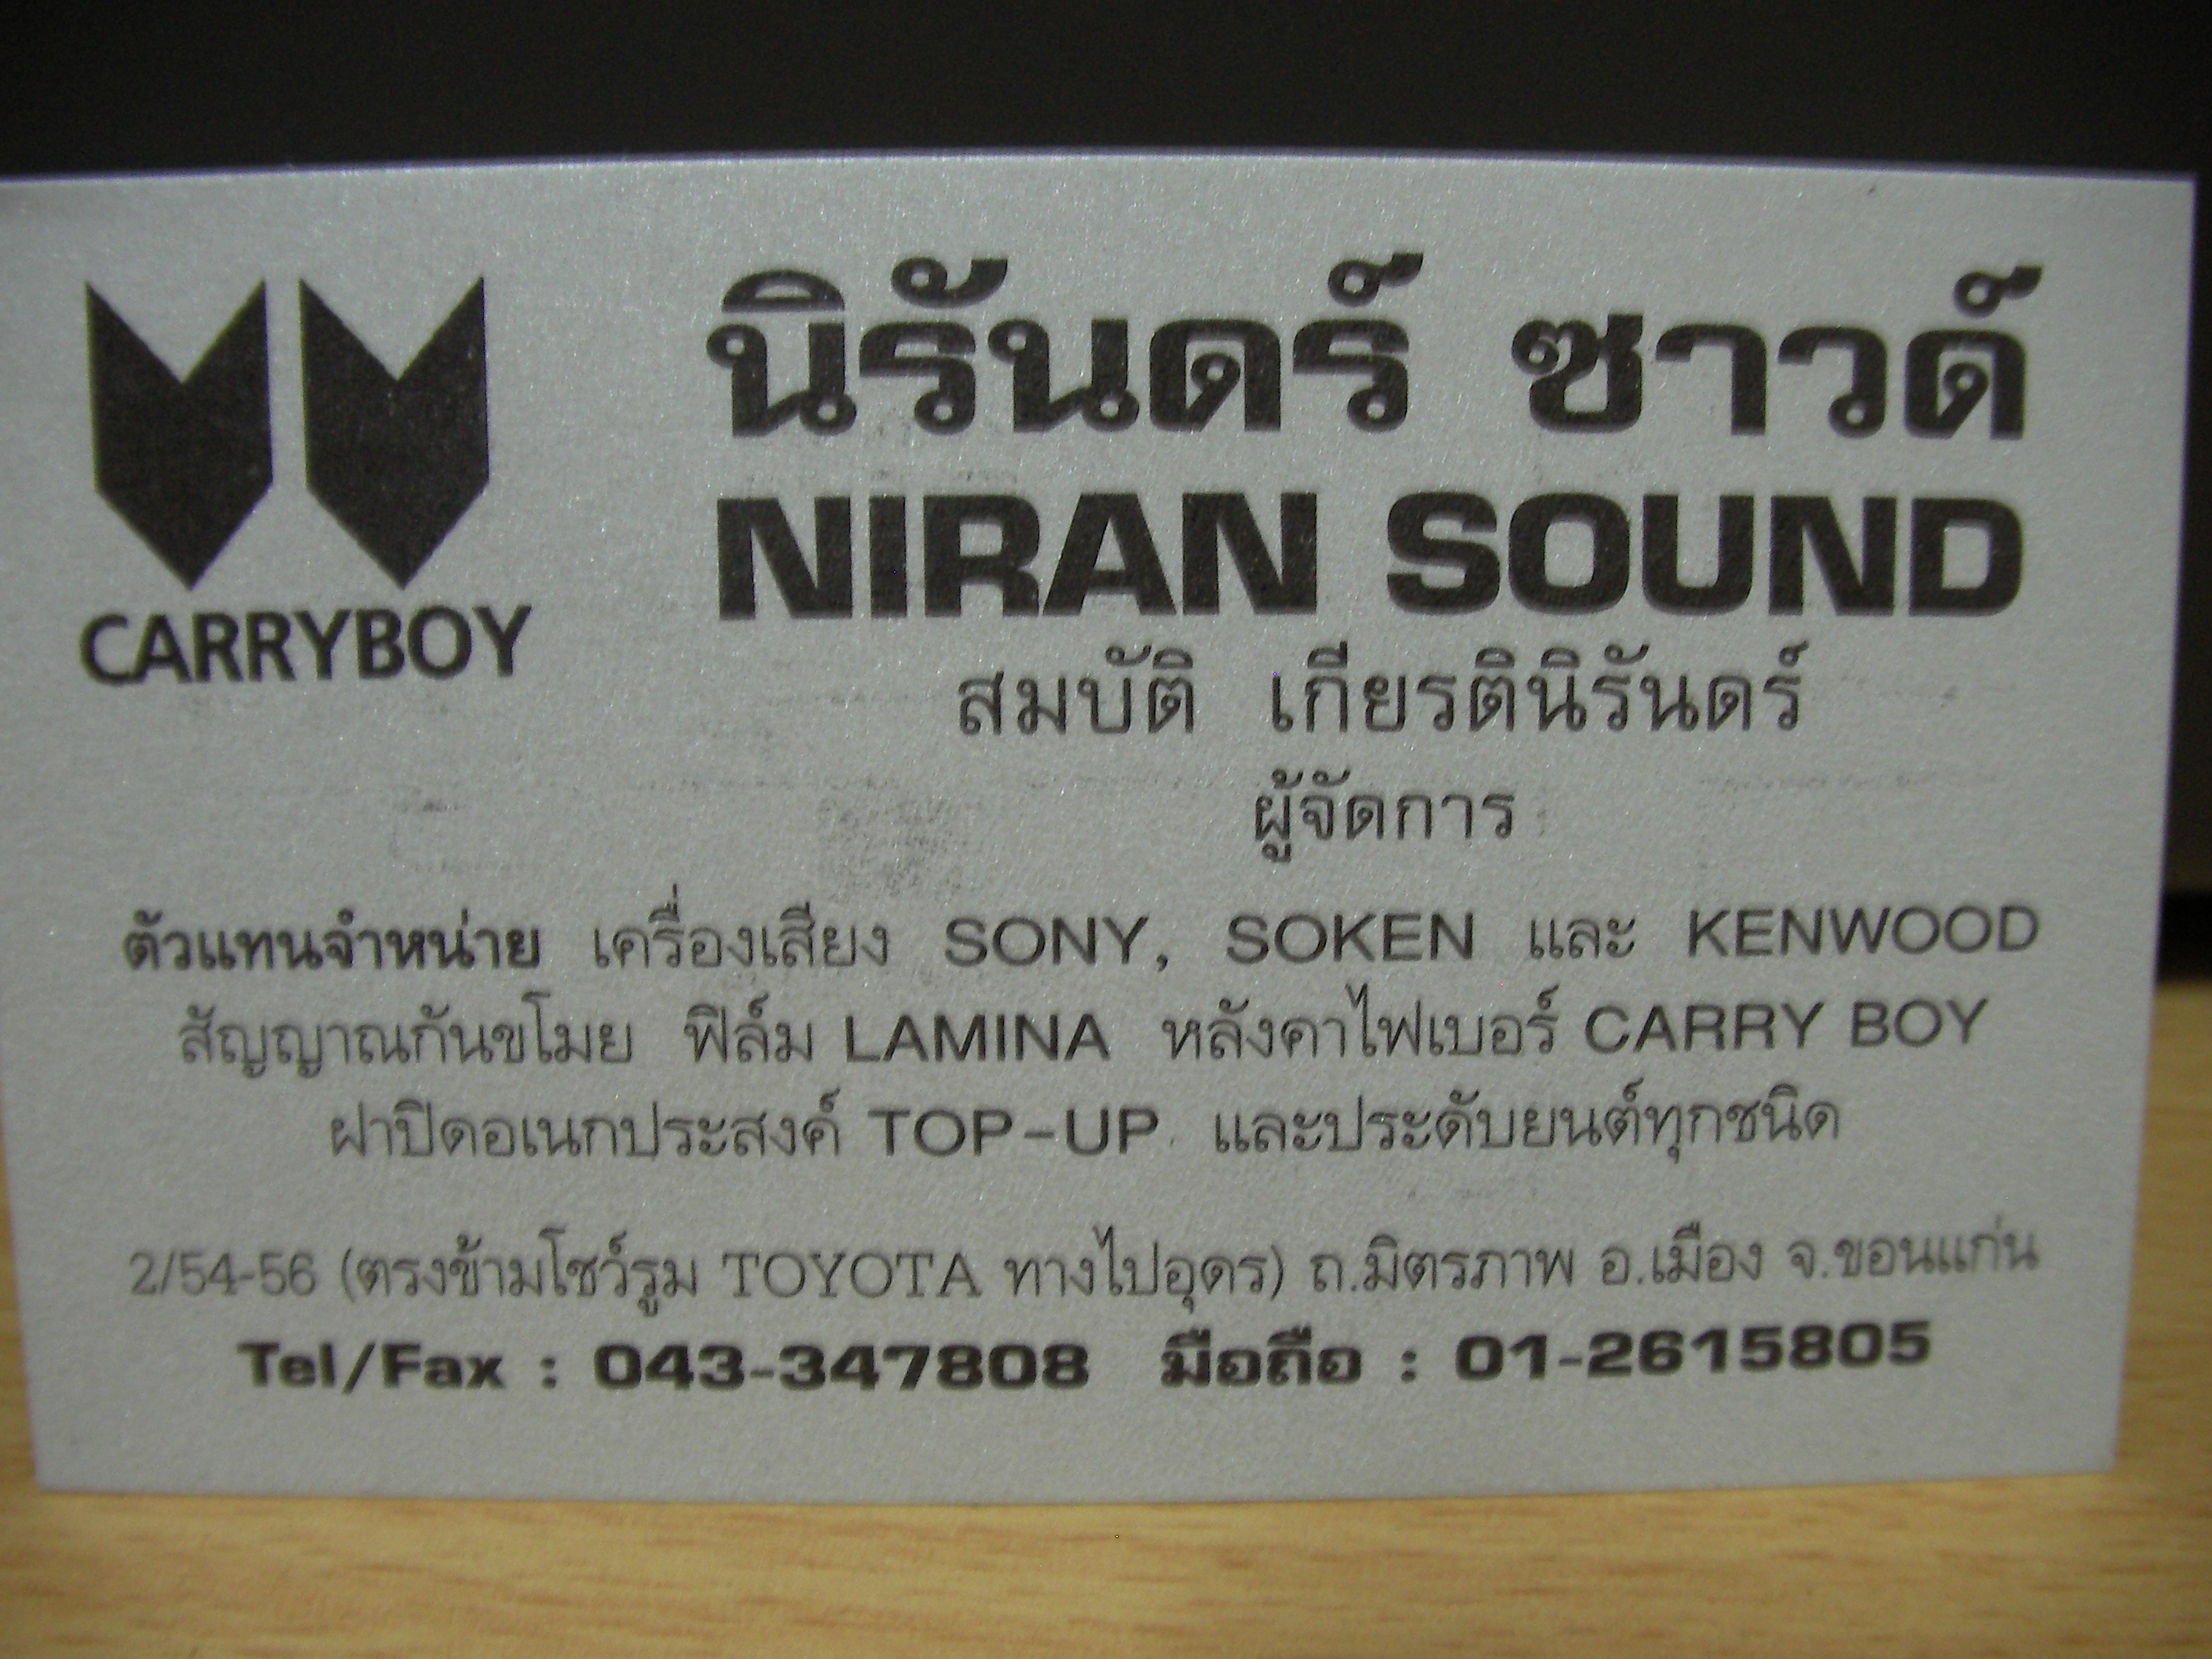 นิรันดร์ ซาวด์
NIRAN SOUND
CARRYBOY
สมบัติ เกียรตินิรันดร์
ผู้จัดการ
ตัวแทนจำหน่าย เครื่องเสียง SONY, SOKEN และ KENWOOD
สัญญาณกันขโมย ฟิล์ม LAMINA หลังคาไฟเบอร์ CARRY BOY
ฝาปิดอเนกประสงค์ TOP-UP และประดับยนต์ทุกชนิด
2/54-56 (ตรงข้ามโชว์รูม TOYOTA ทางไปอุดร) ถ.มิตรภาพ อ.เมือง จ.ขอนแก่น
Tel/Fax : 043-347808 มือถือ : 01-2615805